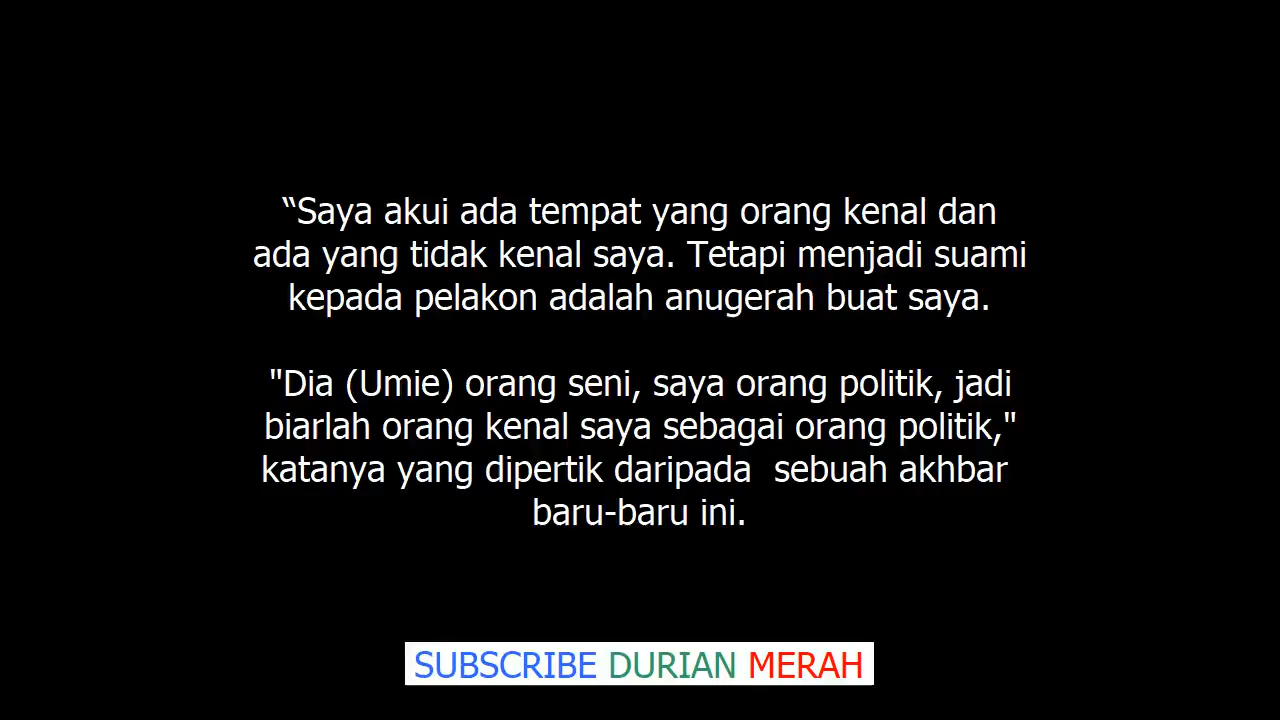 “Saya akui ada tempat yang orang kenal dan
ada yang tidak kenal saya. Tetapi menjadi suami
kepada pelakon adalah anugerah buat saya.
"Dia (Umie) orang seni, saya orang politik, jadi
biarlah orang kenal saya sebagai orang politik,"
katanya yang dipertik daripada  sebuah akhbar
baru-baru ini.
SUBSCRIBE DURIAN MERAH